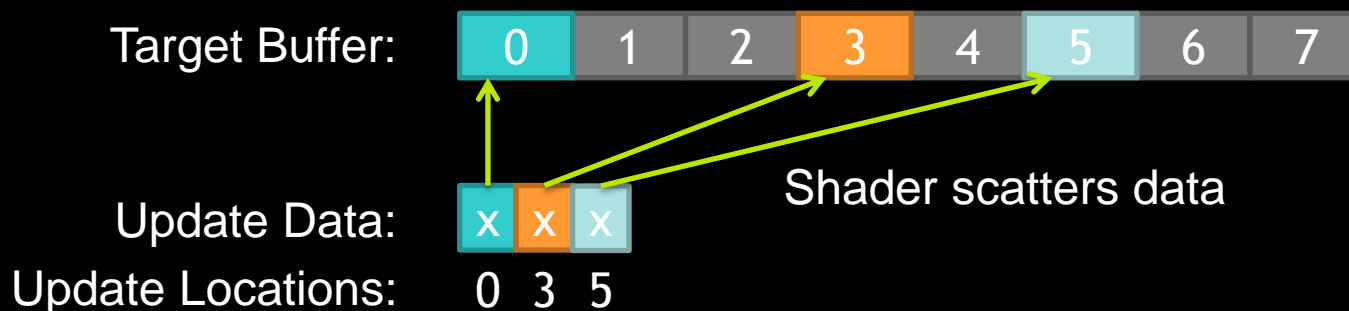 Target Buffer: 0 1 2 3 4 5 6 7
Shader scatters data
Update Data: x x x
Update Locations: 0 3 5